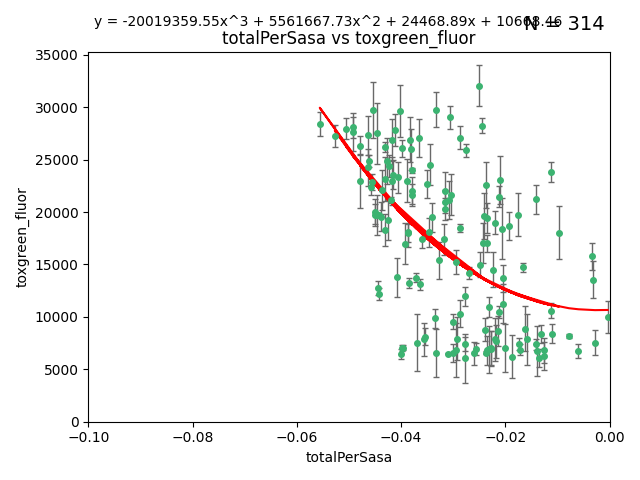 y = -20019359.55x^3 + 5561667.73x^2 + 24468.89x + 10668.46
N = 314
totalPerSasa vs toxgreen_fluor
35000
30000
25000
20000
15000
10000
5000
0
toxgreen_fluor
−0.10 −0.08 −0.06 −0.04 −0.02 0.00
totalPerSasa